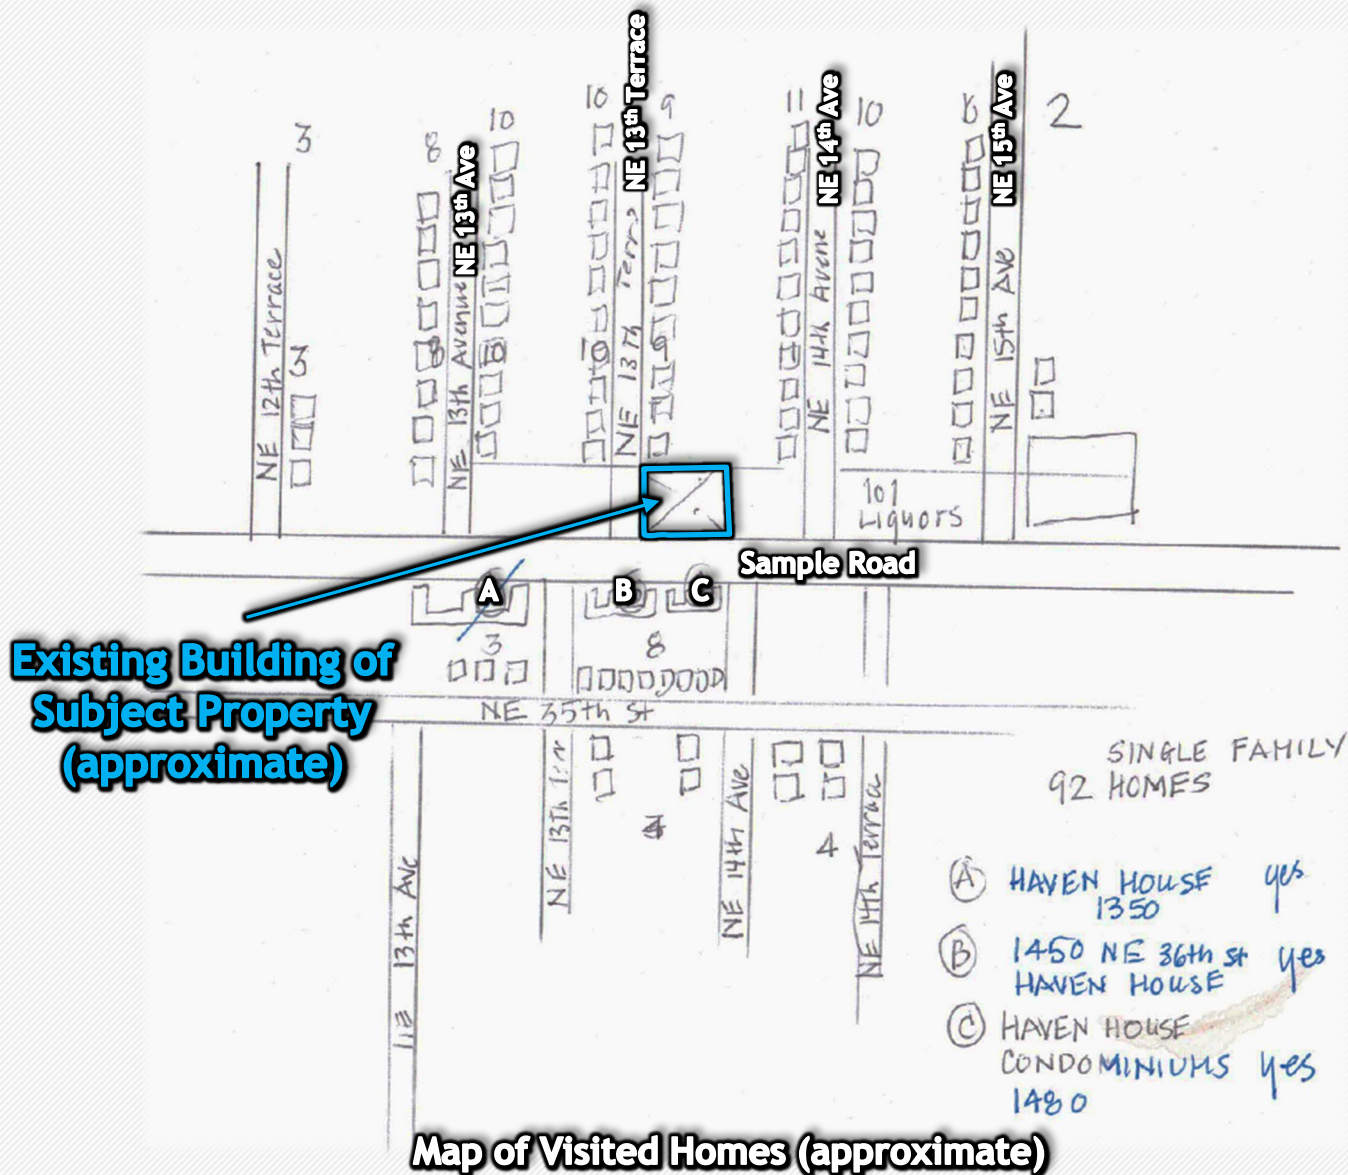 NE 13th Terrace
10
9
11
NE 14th Ave
10
8
NE 15th Ave
2
3
8
NE 13th Ave
10
NE 12th Terrace
3
NE 13th Avenue
8
10
10
NE 13th Terr
9
NE 14th Avene
NE 15th Ave
101
Liquors
Sample Road
A
B
C
3
8
Existing Building of
Subject Property
(approximate)
NE 35th St
NE 13th Ave
NE 13th Terr
NE 14th Ave
4
4
NE 14th Terrace
SINGLE FAMILY
92 HOMES
A HAVEN HOUSE yes
1350
B 1450 NE 36th St yes
HAVEN HOUSE
C HAVEN HOUSE
CONDOMINIUMS yes
1480
Map of Visited Homes (approximate)